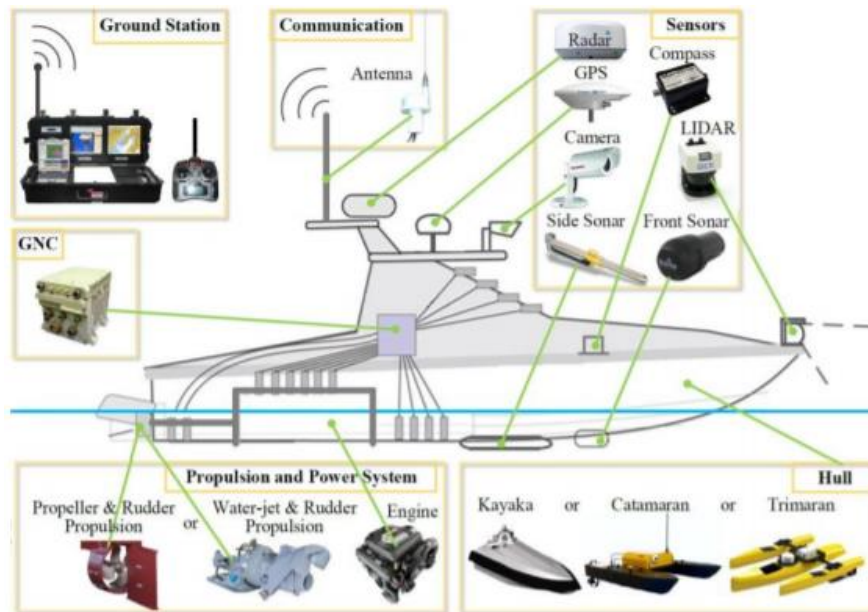 Ground Station
Communication
Antenna
Sensors
Radar
GPS
Compass
Camera
LIDAR
Side Sonar
Front Sonar
GNC
Propulsion and Power System
Propeller & Rudder
Propulsion
or
Water-jet & Rudder
Propulsion
Engine
Hull
Kayaka or Catamaran or Trimaran